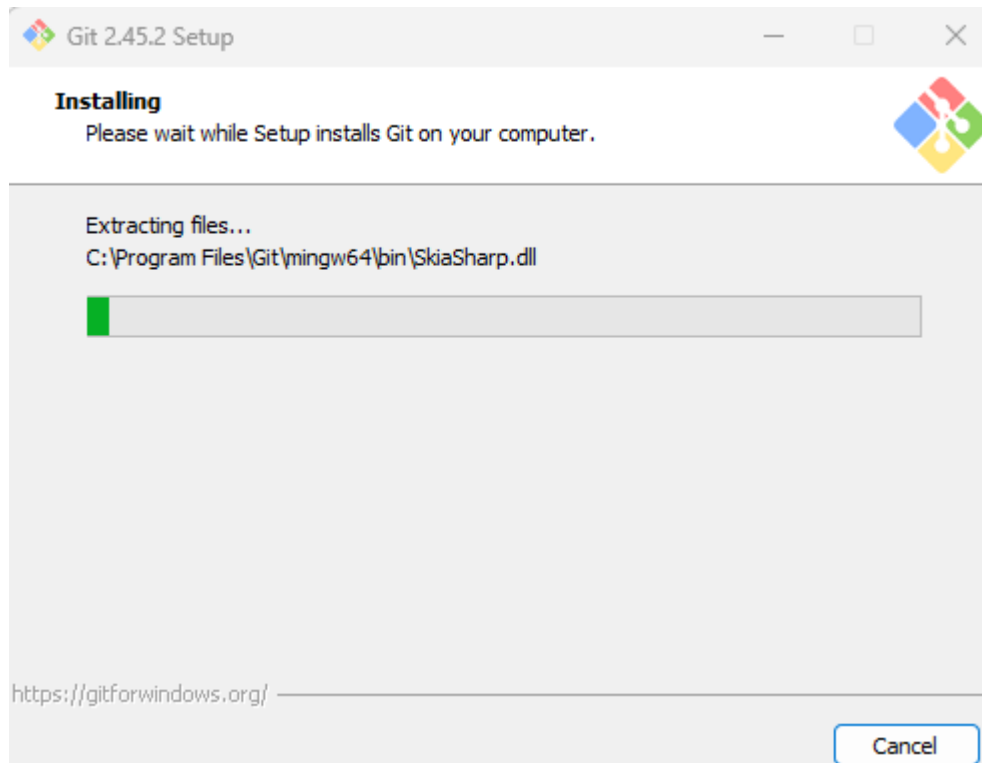 Git 2.45.2 Setup
Installing
Please wait while Setup installs Git on your computer.
Extracting files...
C:\Program Files\Git\mingw64\bin\SkiaSharp.dll
https://gitforwindows.org/
Cancel